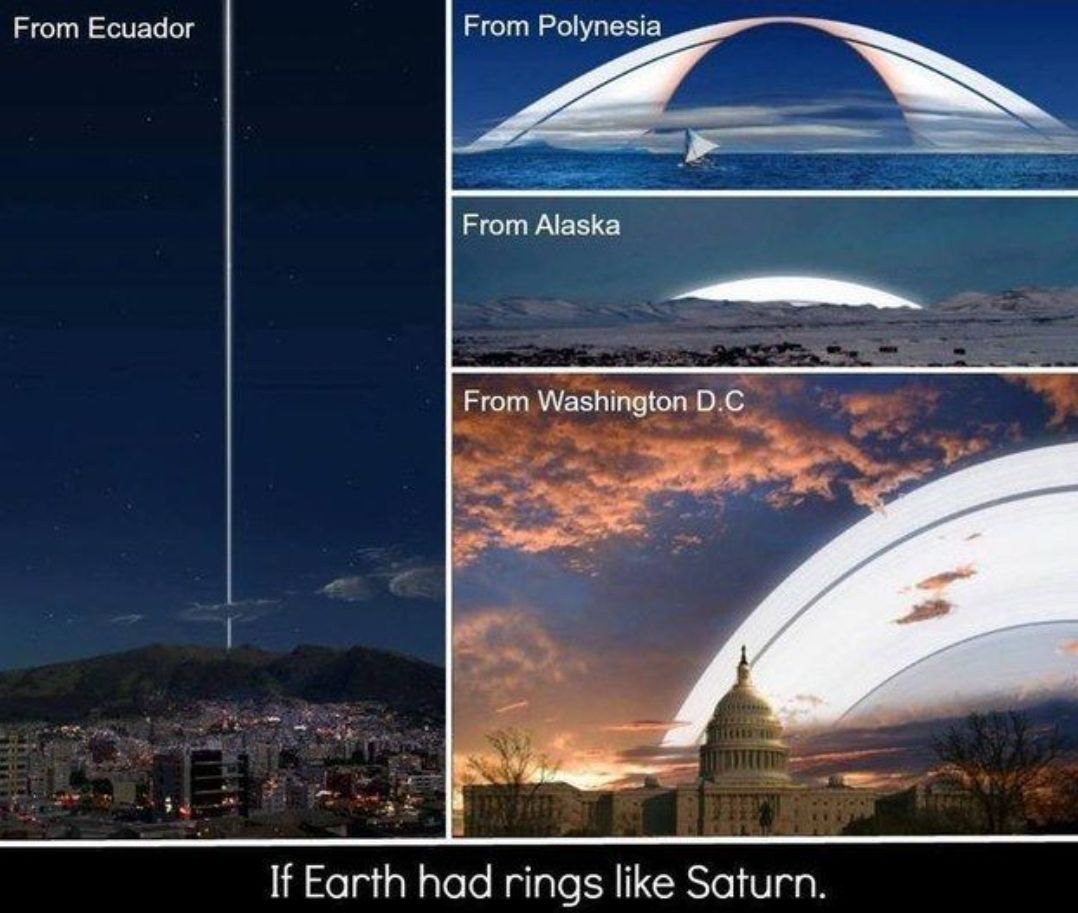 From Ecuador
From Polynesia
From Alaska
From Washington D.C
If Earth had rings like Saturn.